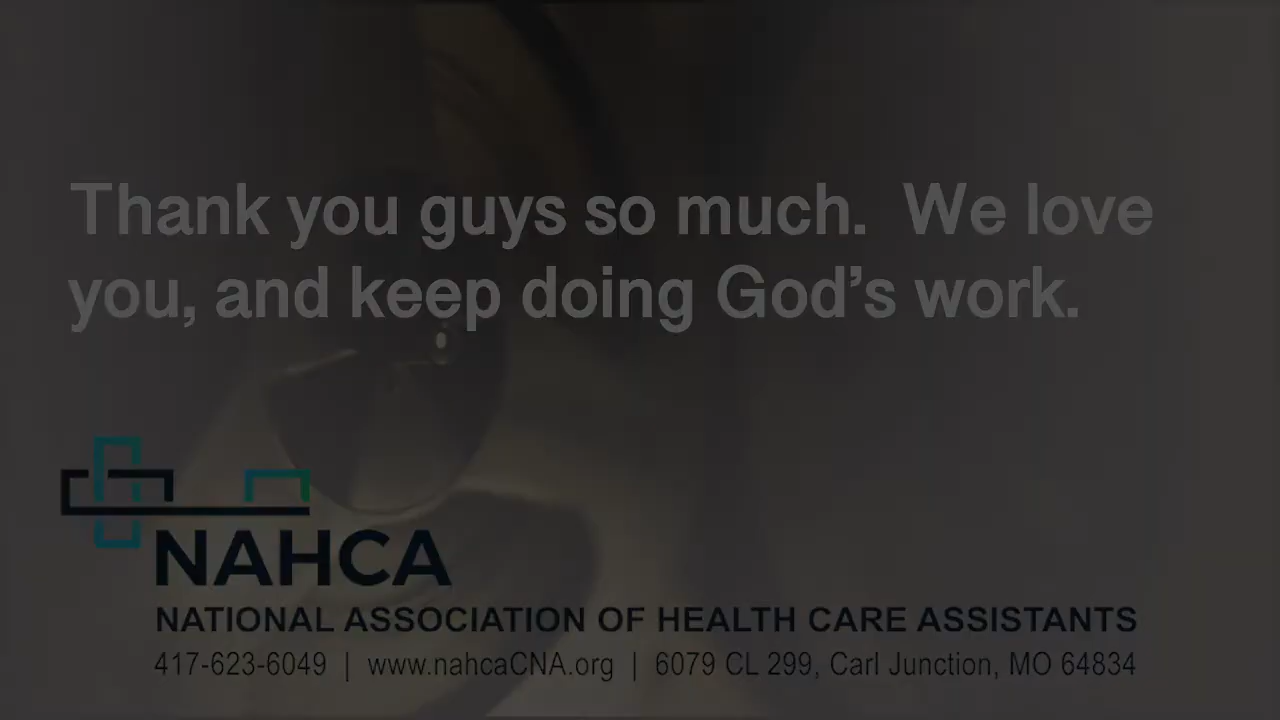 Thank you guys so much.  We love
you, and keep doing God’s work.
NAHCA
NATIONAL ASSOCIATION OF HEALTH CARE ASSISTANTS
417-623-6049 | www.nahcaCNA.org | 6079 CL 299, Carl Junction, MO 64834